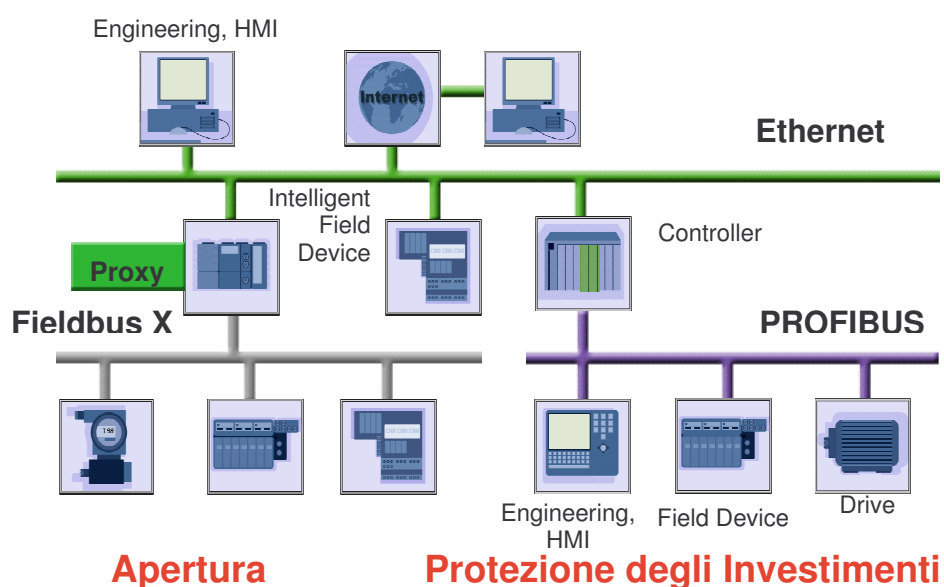 Engineering, HMI
Internet
Ethernet
Intelligent
Field
Device
Controller
Proxy
Fieldbus X
PROFIBUS
Engineering,
HMI
Field Device
Drive
Apertura
Protezione degli Investimenti